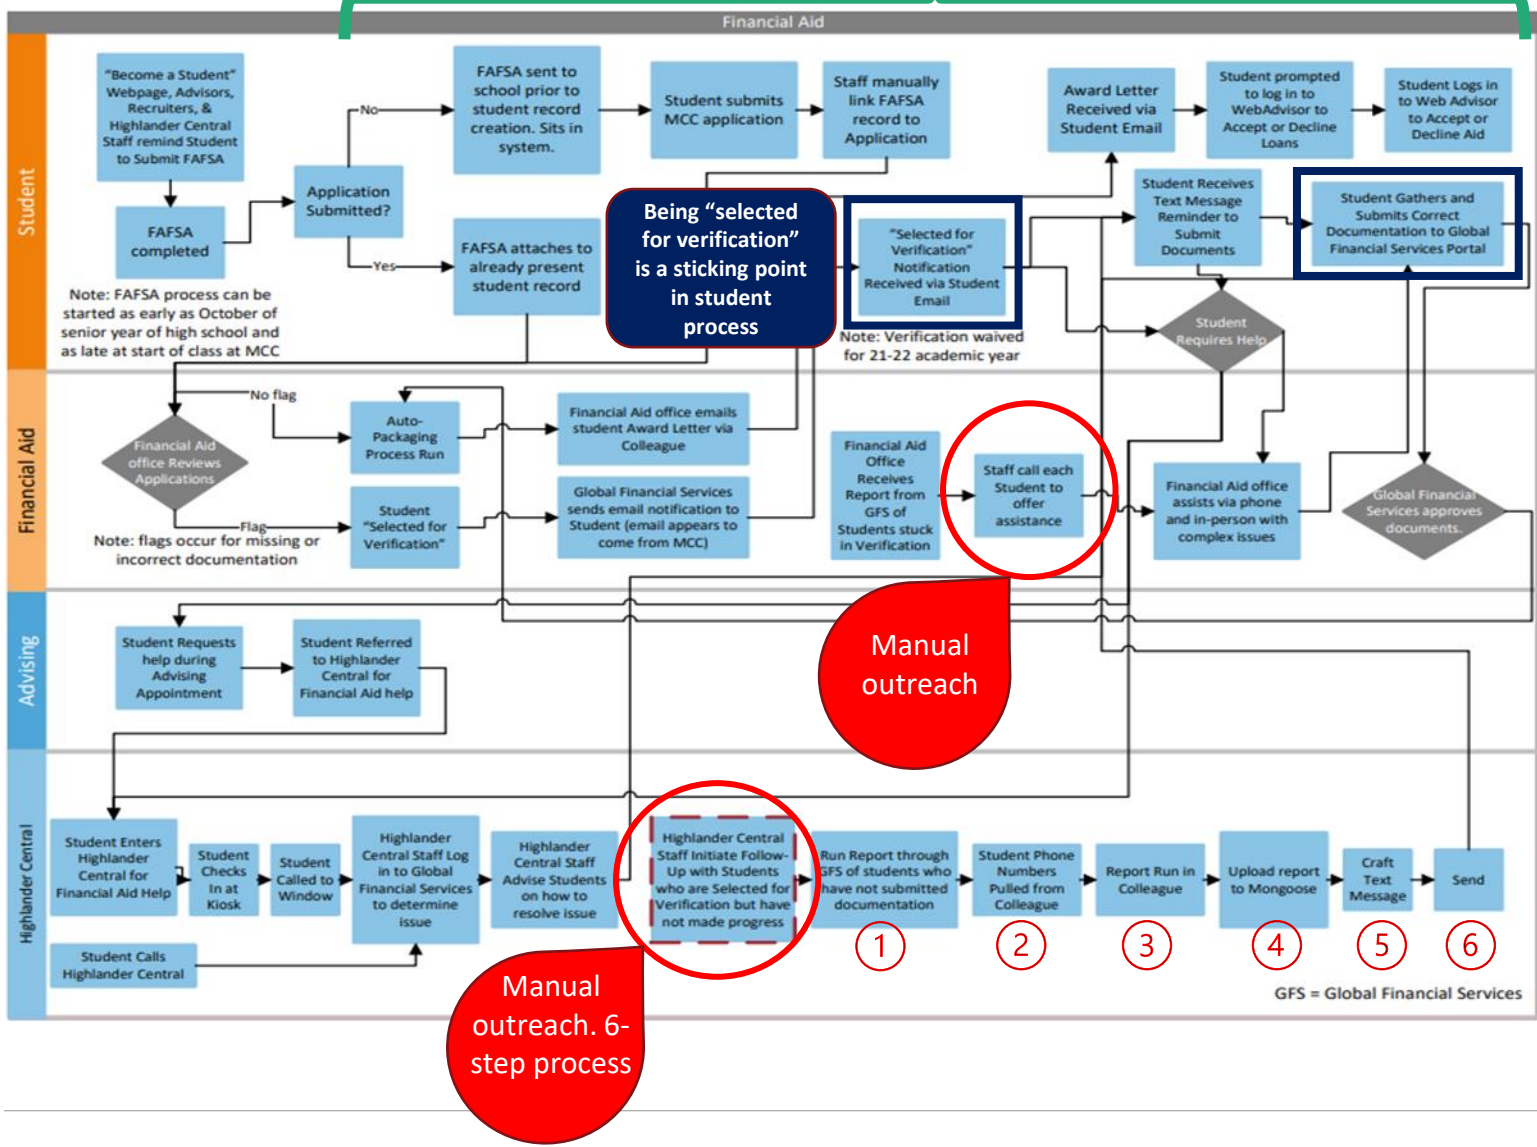 Financial Aid
Student
"Become a Student"
Webpage, Advisors,
Recruiters, &
Highlander Central
Staff remind Student
to Submit FAFSA
FAFSA
completed
Note: FAFSA process can be
started as early as October of
senior year of high school and
as late at start of class at MCC
Application
Submitted?
No
Yes
FAFSA sent to
school prior to
student record
creation. Sits in
system.
Student submits
MCC application
Staff manually
link FAFSA
record to
Application
FAFSA attaches to
already present
student record
Being “selected
for verification”
is a sticking point
in student
process
"Selected for
Verification"
Notification
Received via Student
Email
Note: Verification waived
for 21-22 academic year
Award Letter
Received via
Student Email
Student prompted
to log in to
WebAdvisor to
Accept or Decline
Loans
Student Logs in
to Web Advisor
to Accept or
Decline Aid
Student Receives
Text Message
Reminder to
Submit
Documents
Student Gathers and
Submits Correct
Documentation to Global
Financial Services Portal
Student
Requires Help
Financial Aid
Financial Aid
office Reviews
Applications
No flag
Flag
Note: flags occur for missing or
incorrect documentation
Auto-
Packaging
Process Run
Student
"Selected for
Verification"
Financial Aid office emails
student Award Letter via
Colleague
Global Financial Services
sends email notification to
Student (email appears to
come from MCC)
Financial Aid
Office
Receives
Report from
GFS of
Students stuck
in Verification
Staff call each
Student to
offer
assistance
Financial Aid office
assists via phone
and in-person with
complex issues
Global Financial
Services approves
documents.
Manual
outreach
Advising
Student Requests
help during
Advising
Appointment
Student Referred
to Highlander
Central for
Financial Aid help
Highlander Central
Student Enters
Highlander
Central for
Financial Aid Help
Student
Checks
In at
Kiosk
Student
Called to
Window
Highlander
Central Staff Log
in to Global
Financial Services
to determine
issue
Highlander
Central Staff
Advise Students
on how to
resolve issue
Highlander Central
Staff Initiate Follow-
Up with Students
who are Selected for
Verification but have
not made progress
Run Report through
GFS of students who
have not submitted
documentation
Student Phone
Numbers
Pulled from
Colleague
Report Run in
Colleague
Upload report
to Mongoose
Craft
Text
Message
Send
1
2
3
4
5
6
Student Calls
Highlander Central
GFS = Global Financial Services
Manual
outreach. 6-
step process